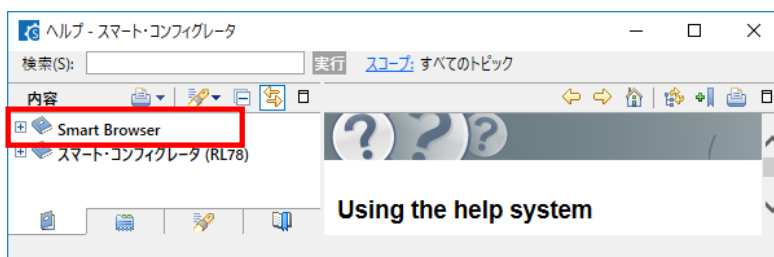 ヘルプ - スマート・コンフィグレータ
検索(S): 実行 スコープ: すべてのトピック
内容
Smart Browser
スマート・コンフィグレータ (RL78)
Using the help system